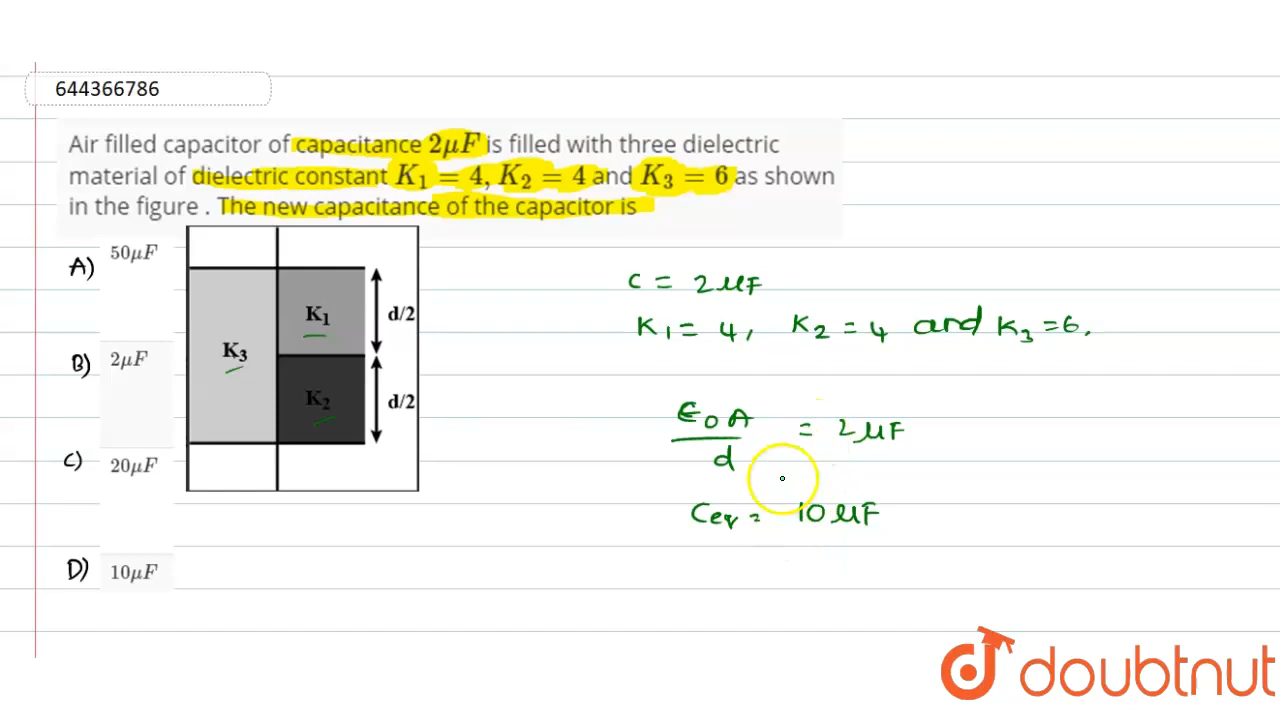 644366786
Air filled capacitor of capacitance 2μF is filled with three dielectric
material of dielectric constant K₁ = 4, K₂ = 4 and K₃ = 6 as shown
in the figure . The new capacitance of the capacitor is
A) 50μF
B) 2μF
C) 20μF
D) 10μF
K₁
d/2
K₃
K₂
d/2
C = 2μF
K₁ = 4, K₂ = 4 and K₃ = 6.
ε₀A
d
= 2μF
Ceq = 10μF
doubtnut